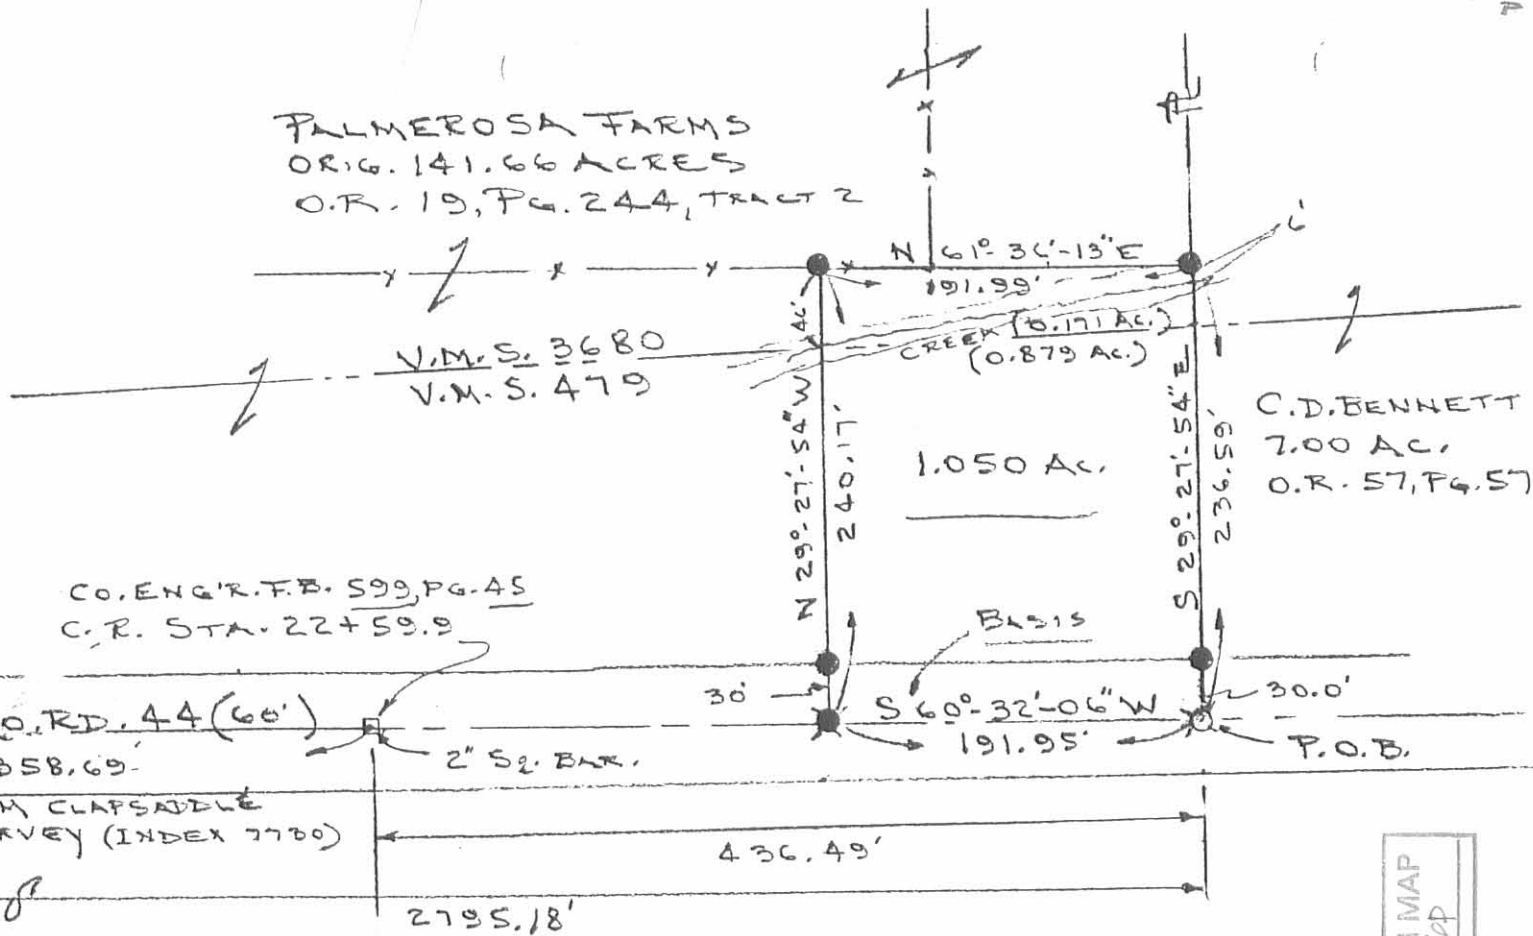 PALMEROSA FARMS
ORIG. 141.66 ACRES
O.R. 19, PG. 244, TRACT 2
6'
N 61°-36'-13" E
191.99'
46'
V.M.S. 3680
V.M.S. 479
CREEK
(0.171 AC.)
(0.879 AC.)
N 29°-27'-54" W
240.17'
1.050 AC.
S 29°-27'-54" E
236.59'
C.D. BENNETT
7.00 AC.
O.R. 57, PG. 57
CO. ENG'R. F.B. 599, PG. 45
C.R. STA. 22+59.9
BASIS
30'
S 60°-32'-06" W
191.95'
30.0'
P.O.B.
O. RD. 44 (60')
358.69
2" SQ. BAR.
M CLAPSADDLE
RVEY (INDEX 7730)
436.49'
2795.18'
MAP